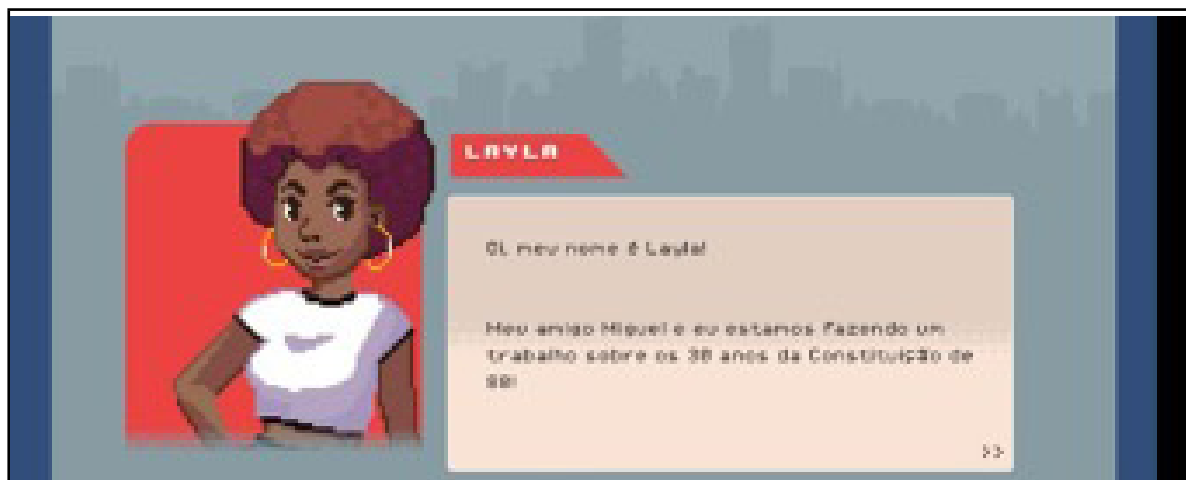 LAYLA
Oi, meu nome é Layla!
Meu amigo Miguel e eu estamos fazendo um
trabalho sobre os 30 anos da Constituição de
88!
>>